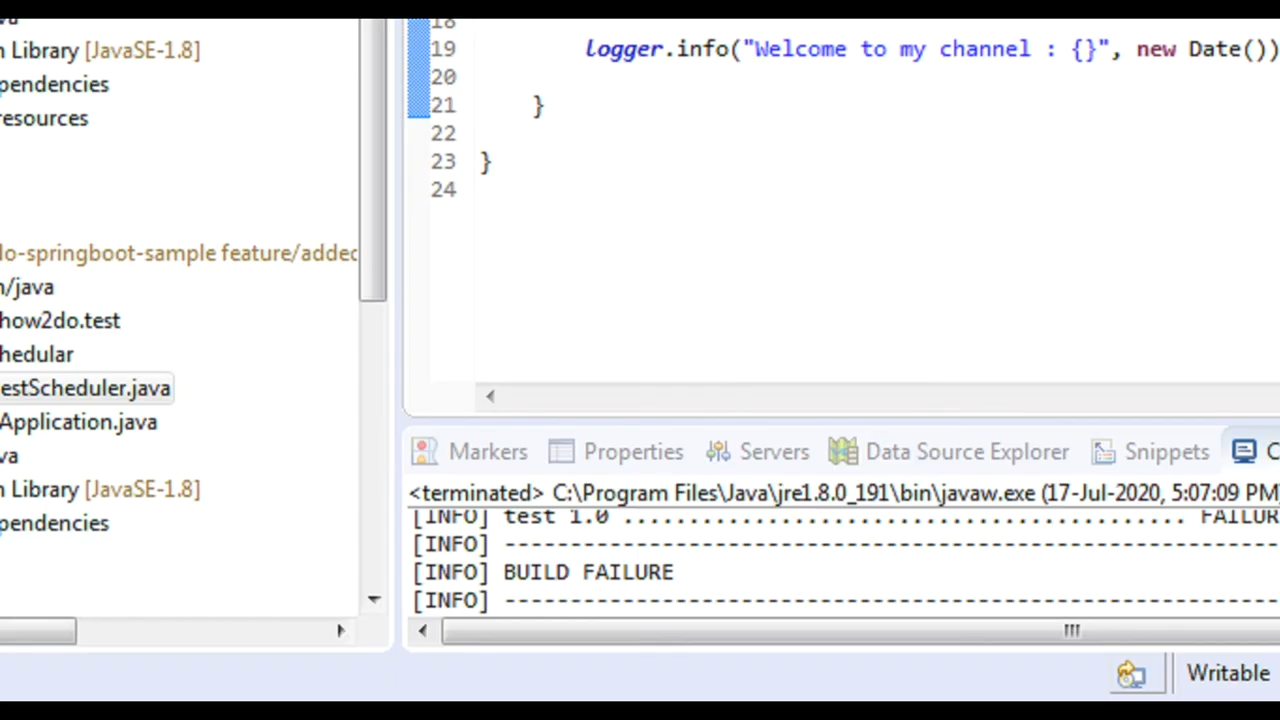 n Library [JavaSE-1.8]
pendencies
resources
lo-springboot-sample feature/added
n/java
how2do.test
hedular
estScheduler.java
Application.java
va
n Library [JavaSE-1.8]
pendencies
18
19 logger.info("Welcome to my channel : {}", new Date())
20
21 }
22
23 }
24
Markers Properties Servers Data Source Explorer Snippets C
<terminated> C:\Program Files\Java\jre1.8.0_191\bin\javaw.exe (17-Jul-2020, 5:07:09 PM)
[INFO] test 1.0 ........................................... FAILUR
[INFO] ------------------------------------------------------------
[INFO] BUILD FAILURE
[INFO] ------------------------------------------------------------
Writable